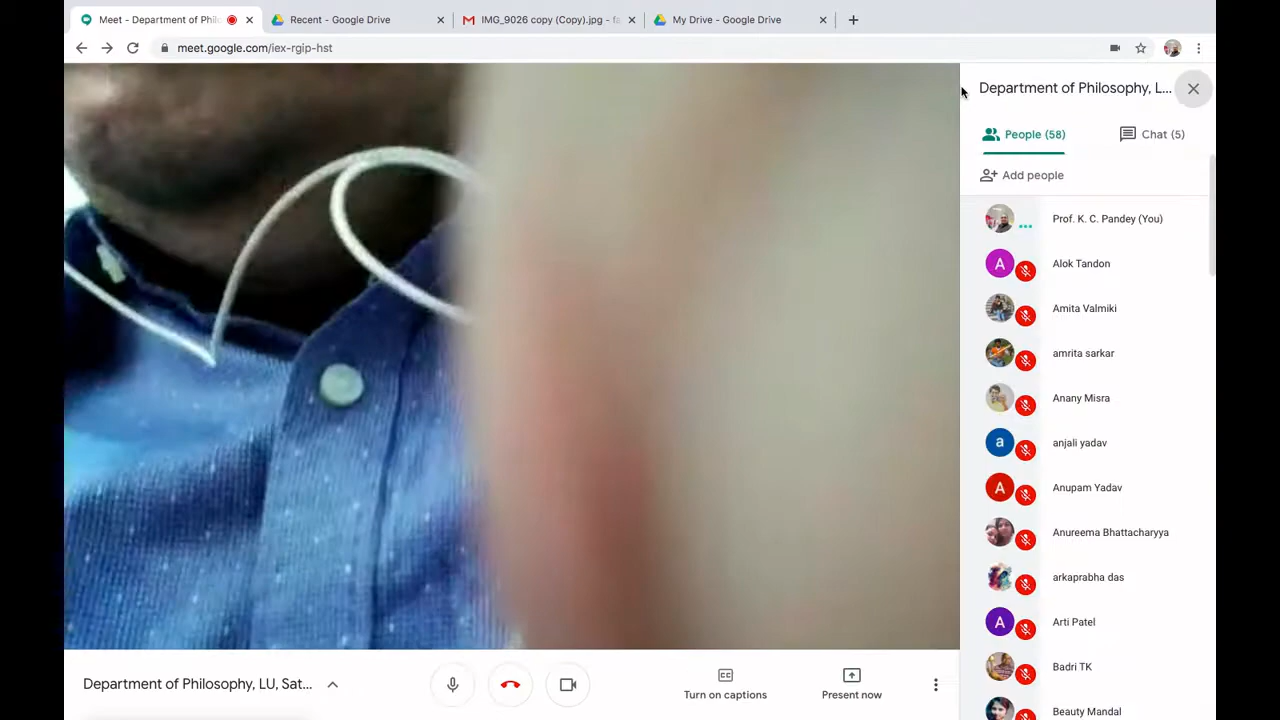 Meet - Department of Phil
Recent - Google Drive
IMG_9026 copy (Copy).jpg - fa
My Drive - Google Drive
meet.google.com/iex-rgip-hst
Department of Philosophy, L...
People (58)
Chat (5)
Add people
Prof. K. C. Pandey (You)
A Alok Tandon
Amita Valmiki
amrita sarkar
Anany Misra
a anjali yadav
A Anupam Yadav
Anureema Bhattacharyya
arkaprabha das
A Arti Patel
Badri TK
Beauty Mandal
Department of Philosophy, LU, Sat...
CC
Turn on captions
Present now